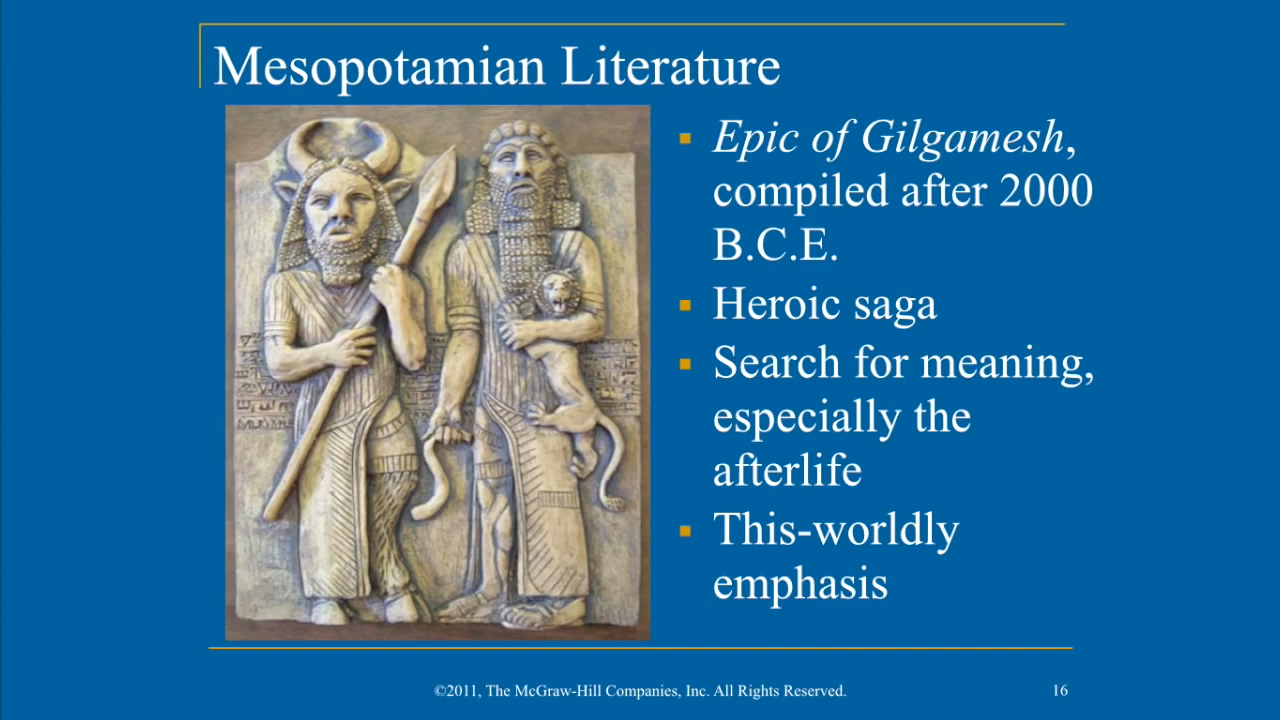 Mesopotamian Literature
Epic of Gilgamesh,
compiled after 2000
B.C.E.
Heroic saga
Search for meaning,
especially the
afterlife
This-worldly
emphasis
©2011, The McGraw-Hill Companies, Inc. All Rights Reserved.
16